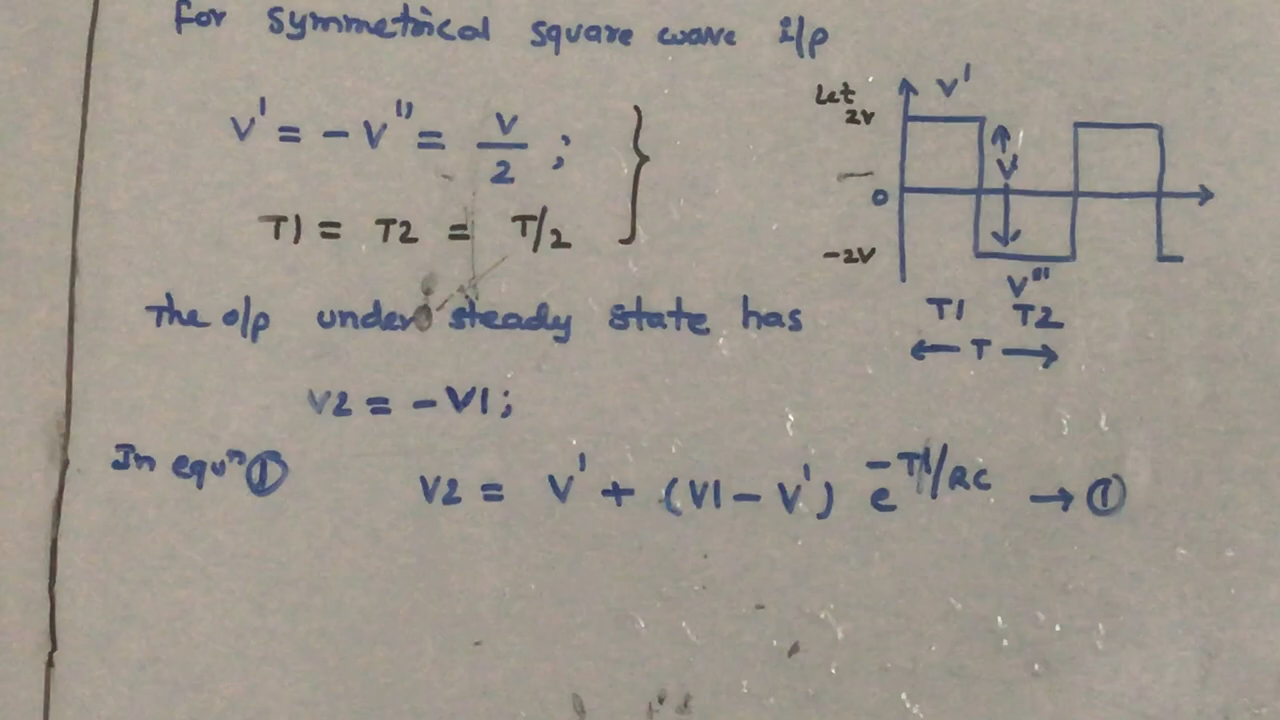 For symmetrical square wave i/p
V' = - V'' = V/2 ;
T1 = T2 = T/2
Let
2V
V'
V
0
-2V
V'''
T1 T2
← T →
The o/p under steady state has
V2 = - V1 ;
In equⁿ ①
V2 = V' + (V1 - V') e^-T1/RC → ①